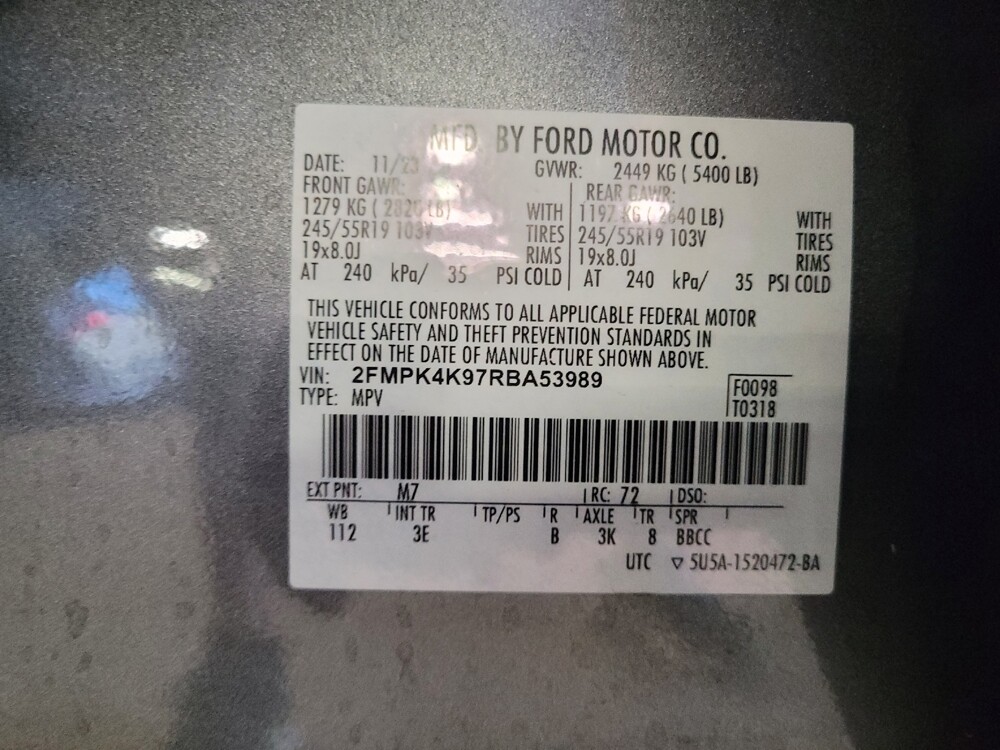 MFD. BY FORD MOTOR CO.
DATE: 11/23 GVWR: 2449 KG ( 5400 LB)
FRONT GAWR: REAR GAWR:
1279 KG ( 2820 LB) WITH 1197 KG ( 2640 LB) WITH
245/55R19 103V TIRES 245/55R19 103V TIRES
19x8.0J RIMS 19x8.0J RIMS
AT 240 kPa/ 35 PSI COLD AT 240 kPa/ 35 PSI COLD
THIS VEHICLE CONFORMS TO ALL APPLICABLE FEDERAL MOTOR
VEHICLE SAFETY AND THEFT PREVENTION STANDARDS IN
EFFECT ON THE DATE OF MANUFACTURE SHOWN ABOVE.
VIN: 2FMPK4K97RBA53989
TYPE: MPV
F0098
T0318
EXT PNT: M7 RC: 72 DSO:
WB INT TR TP/PS R AXLE TR SPR
112 3E B 3K 8 BBCC
UTC ▽ 5U5A-1520472-BA